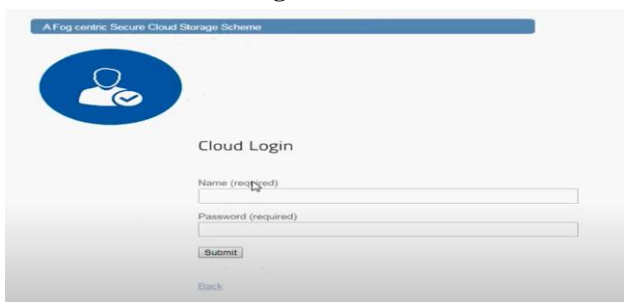 A Fog centric Secure Cloud Storage Scheme
Cloud Login
Name (required)
Password (required)
Submit
Back